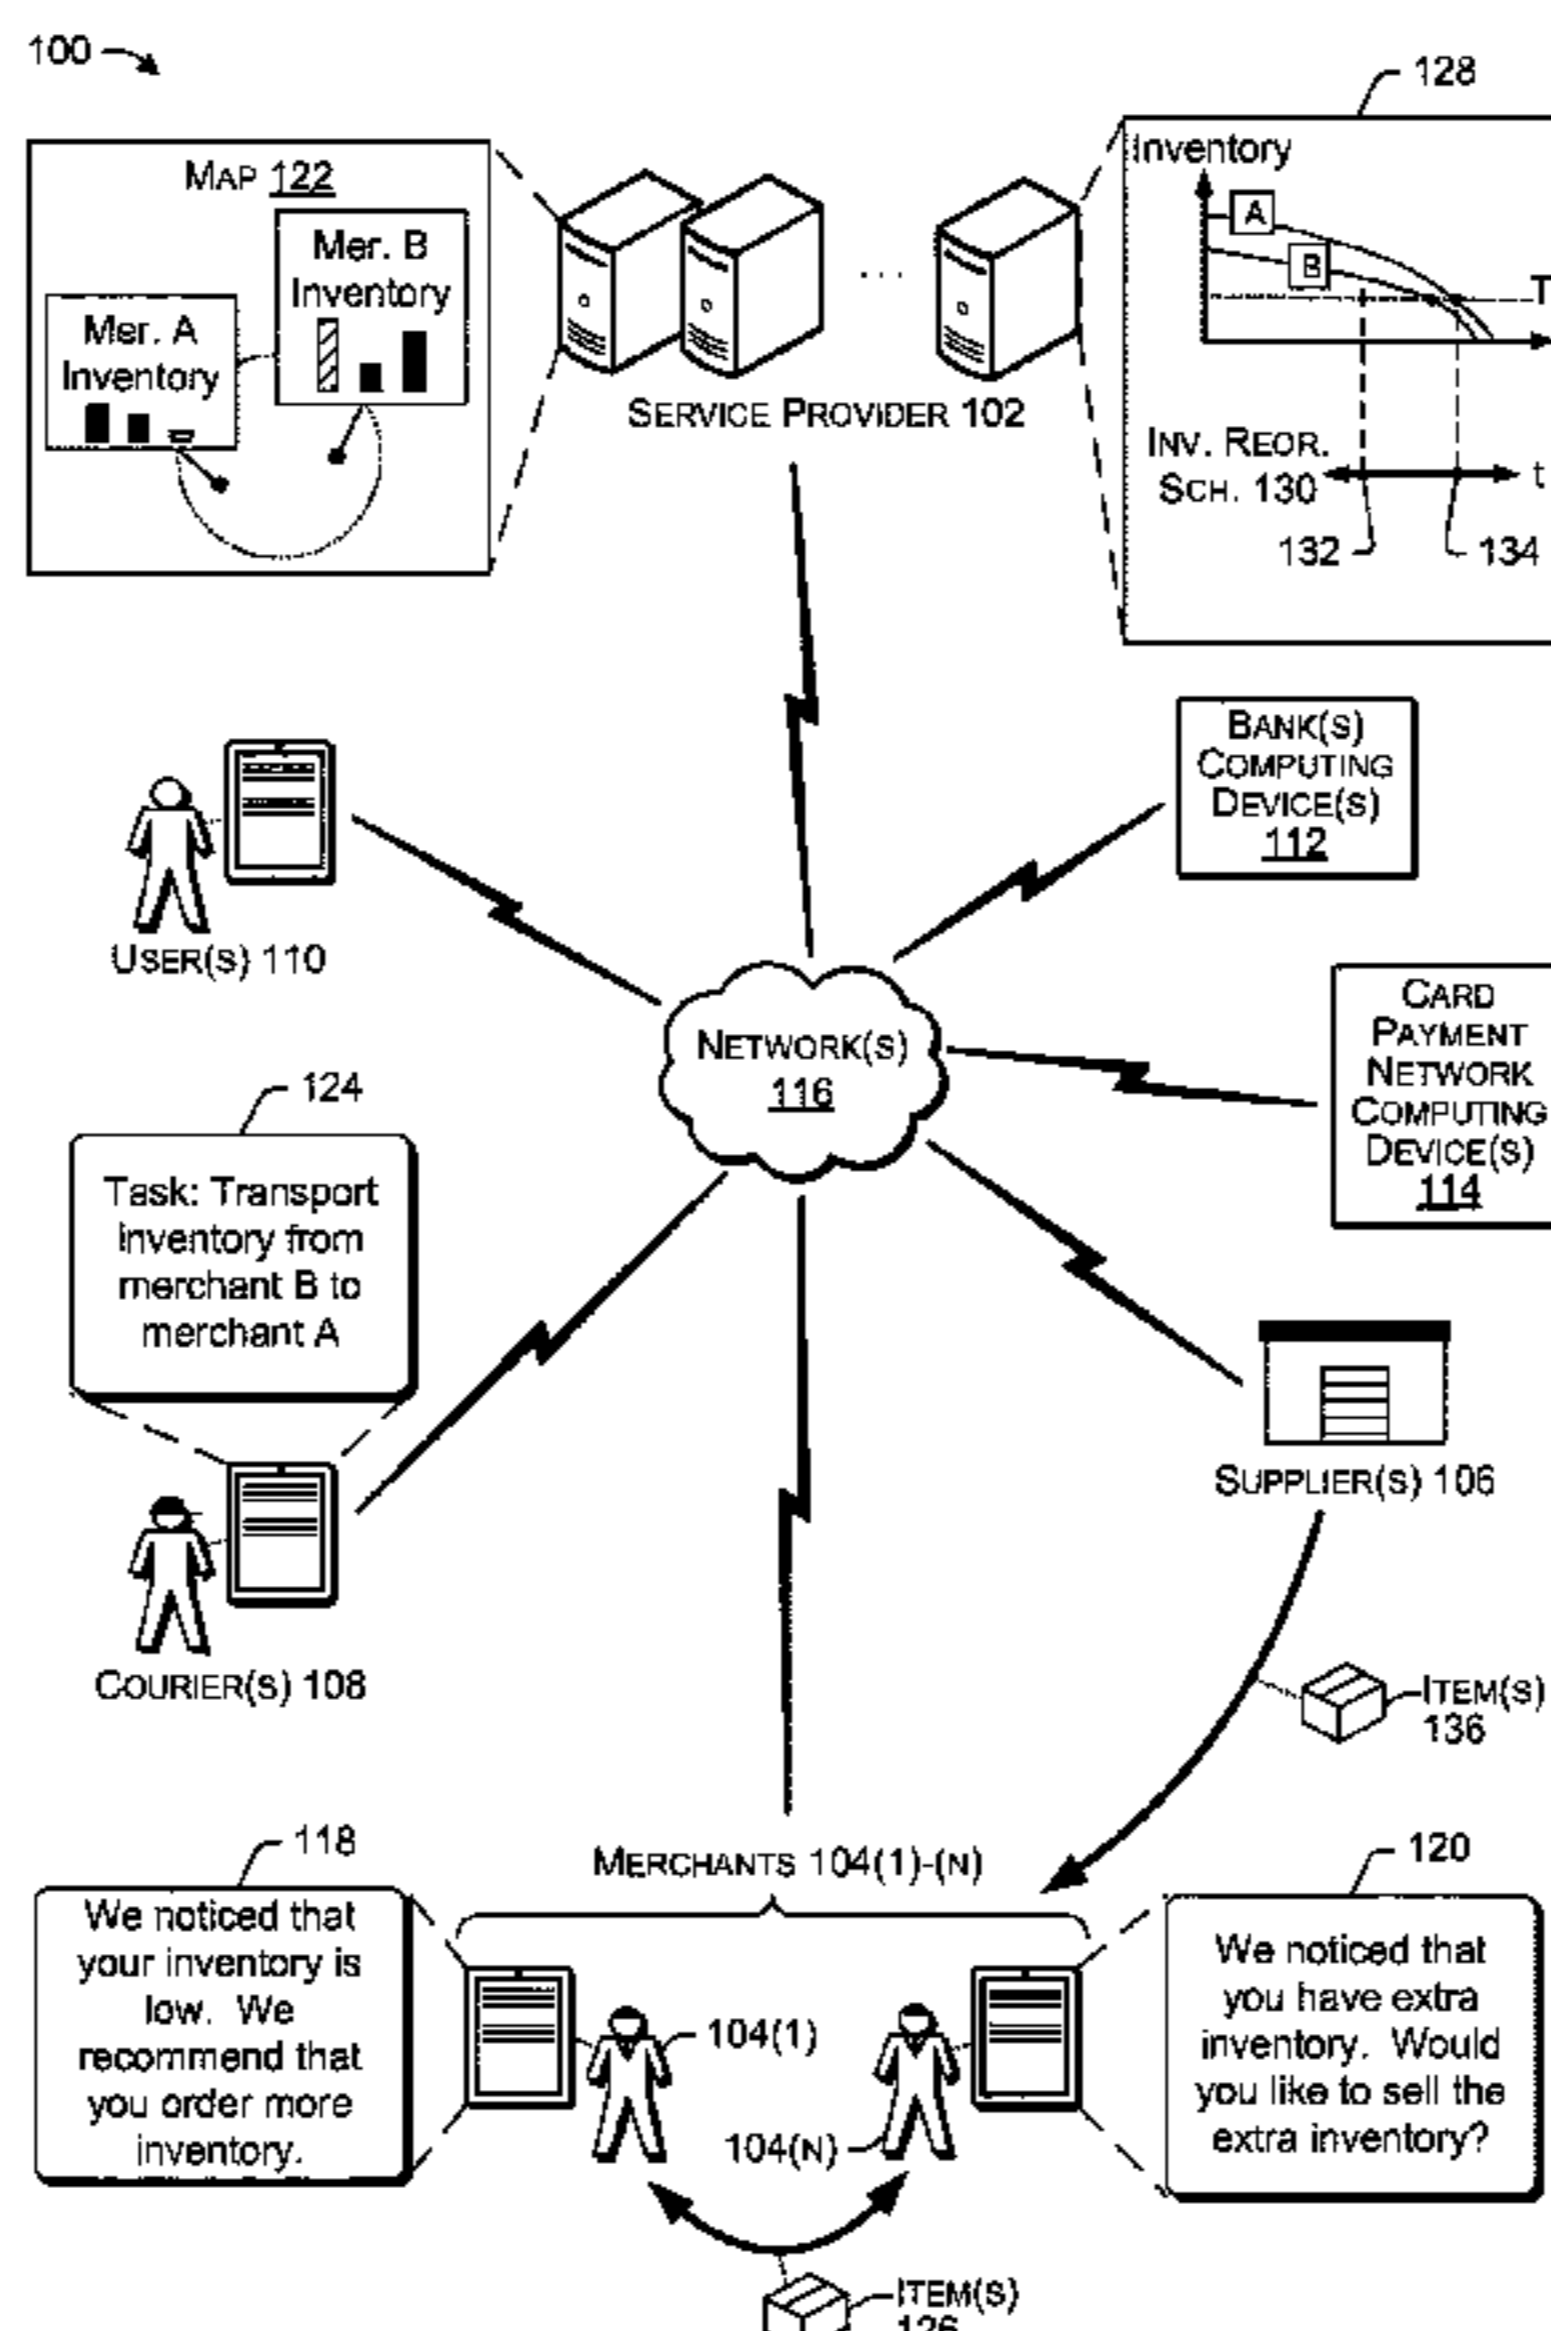 100
128
MAP 122
Mer. B
Inventory
Mer. A
Inventory
...
SERVICE PROVIDER 102
Inventory
A
B
T
INV. REOR.
SCH. 130
t
132
134
BANK(S)
COMPUTING
DEVICE(S)
112
USER(S) 110
NETWORK(S)
116
CARD
PAYMENT
NETWORK
COMPUTING
DEVICE(S)
114
124
Task: Transport
inventory from
merchant B to
merchant A
SUPPLIER(S) 106
COURIER(S) 108
ITEM(S)
136
118
MERCHANTS 104(1)-(N)
120
We noticed that
your inventory is
low. We
recommend that
you order more
inventory.
104(1)
104(N)
We noticed that
you have extra
inventory. Would
you like to sell the
extra inventory?
ITEM(S)
126